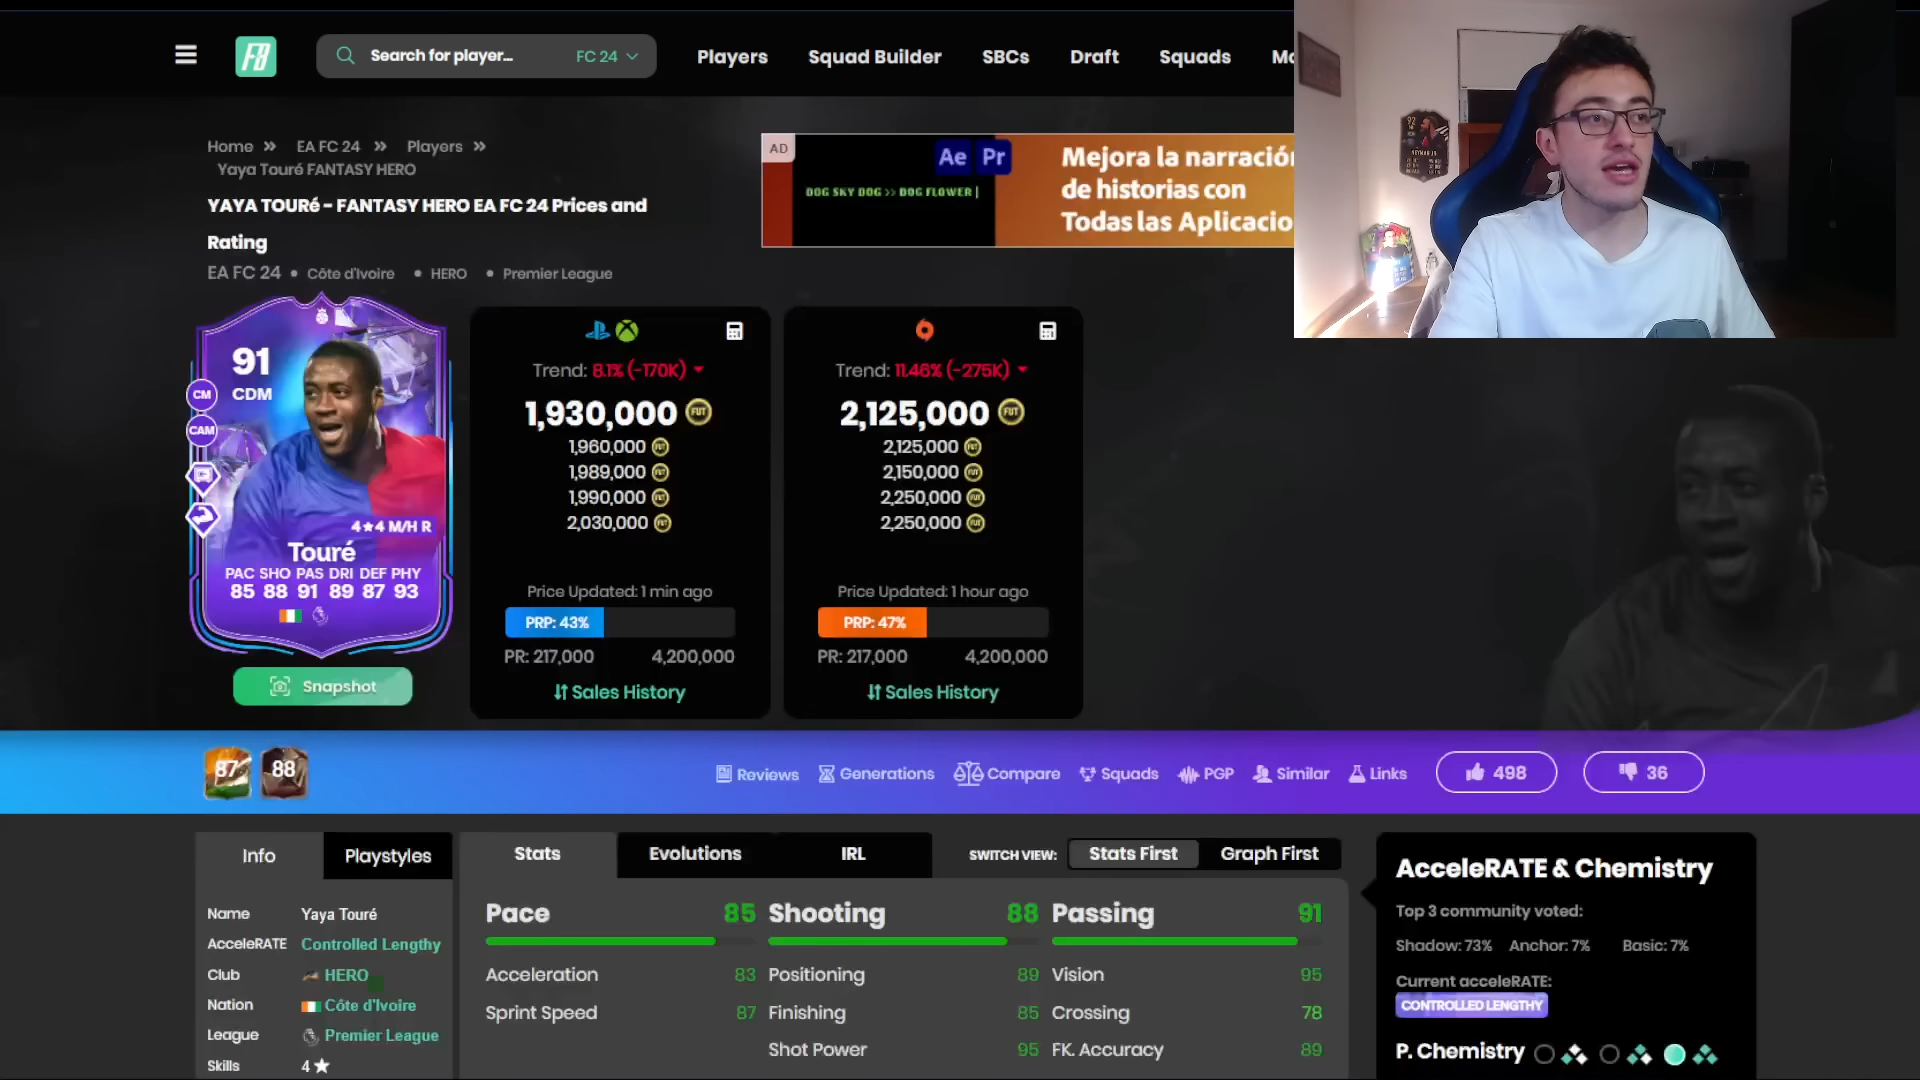 Search for player...
FC 24
Players
Squad Builder
SBCs
Draft
Squads
Home » EA FC 24 » Players »
Yaya Touré FANTASY HERO
YAYA TOURé - FANTASY HERO EA FC 24 Prices and
Rating
EA FC 24 • Côte d'Ivoire • HERO • Premier League
AD
Ae Pr
DOG SKY DOG >> DOG FLOWER |
Mejora la narració
de historias con
Todas las Aplicacio
92
91
CDM
CM
CAM
4★4 M/H R
Touré
PAC SHO PAS DRI DEF PHY
85 88 91 89 87 93
Snapshot
Trend: 8.1% (-170K)
1,930,000
1,960,000
1,989,000
1,990,000
2,030,000
Price Updated: 1 min ago
PRP: 43%
PR: 217,000 4,200,000
Sales History
Trend: 11.46% (-275K)
2,125,000
2,125,000
2,150,000
2,250,000
2,250,000
Price Updated: 1 hour ago
PRP: 47%
PR: 217,000 4,200,000
Sales History
87
88
Reviews
Generations
Compare
Squads
PGP
Similar
Links
498
36
Info
Playstyles
Name Yaya Touré
AcceleRATE Controlled Lengthy
Club HERO
Nation Côte d'Ivoire
League Premier League
Skills 4★
Stats
Evolutions
IRL
SWITCH VIEW:
Stats First
Graph First
Pace 85
Acceleration 83
Sprint Speed 87
Shooting 88
Positioning 89
Finishing 85
Shot Power 95
Passing 91
Vision 95
Crossing 78
FK. Accuracy 89
AcceleRATE & Chemistry
Top 3 community voted:
Shadow: 73% Anchor: 7% Basic: 7%
Current acceleRATE:
CONTROLLED LENGTHY
P. Chemistry